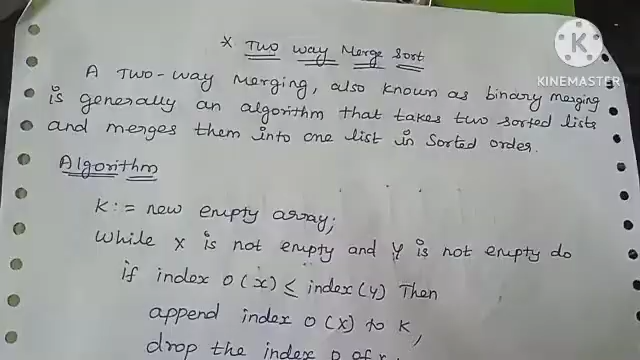 K
KINEMASTER
x Two way Merge Sort
A Two-way Merging, also known as binary merging
is generally an algorithm that takes two sorted lists
and merges them into one list in sorted order.
Algorithm
K:= new empty array;
While X is not empty and Y is not empty do
if index 0(x) ≤ index(y) Then
append index 0(X) to K,
drop the index 0 of